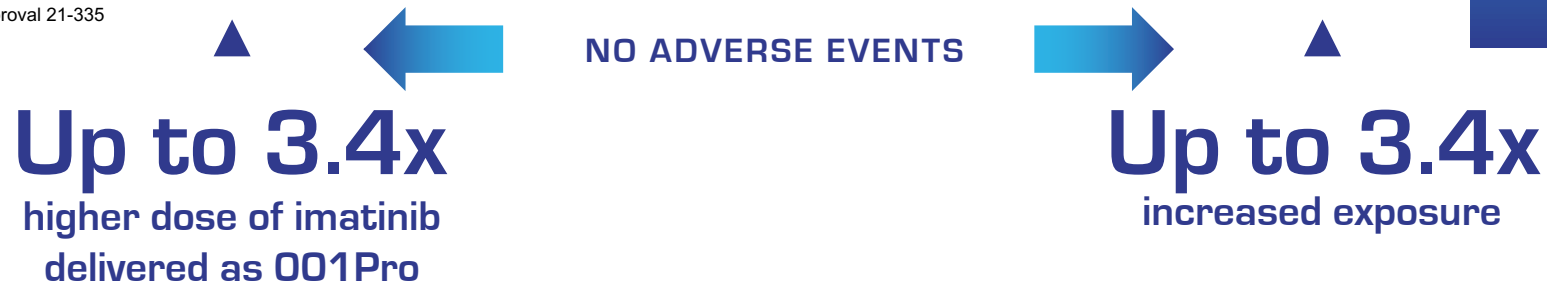 roval 21-335
NO ADVERSE EVENTS
Up to 3.4x
higher dose of imatinib
delivered as 001Pro
Up to 3.4x
increased exposure